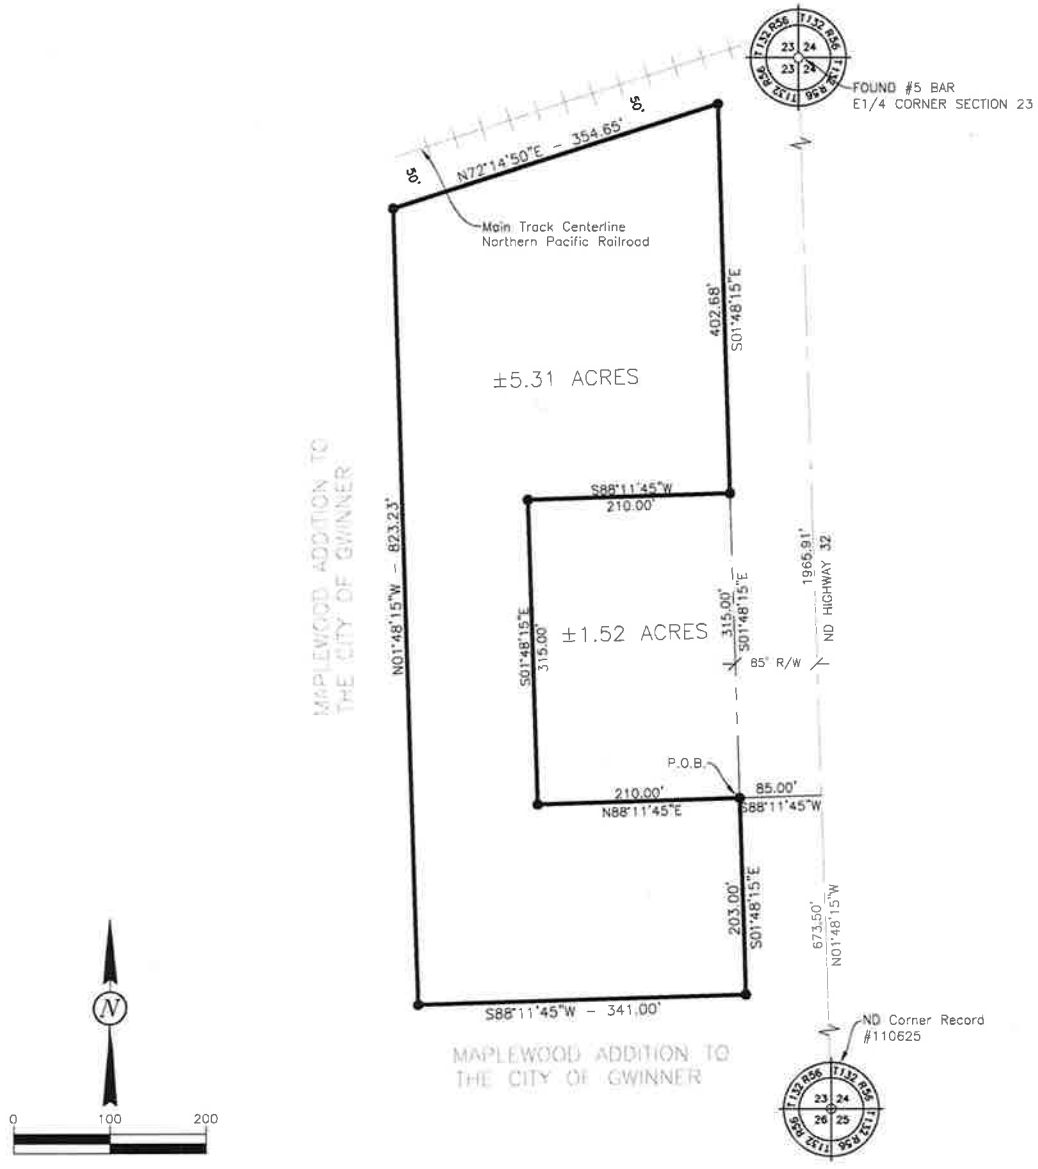 T132 R56 T132 R56
23 24
23 24
T132 R56 T132 R56
FOUND #5 BAR
E1/4 CORNER SECTION 23
50'
N72°14'50"E - 354.65'
50'
Main Track Centerline
Northern Pacific Railroad
402.68'
S01°48'15"E
±5.31 ACRES
MAPLEWOOD ADDITION TO
THE CITY OF GWINNER
N01°48'15"W - 823.23'
S88°11'45"W
210.00'
S01°48'15"E
315.00'
±1.52 ACRES
315.00'
S01°48'15"E
1965.91'
ND HIGHWAY 32
85' R/W
P.O.B.
210.00'
N88°11'45"E
85.00'
S88°11'45"W
203.00'
S01°48'15"E
673.50'
N01°48'15"W
S88°11'45"W - 341.00'
MAPLEWOOD ADDITION TO
THE CITY OF GWINNER
ND Corner Record
#110625
T132 R56 T132 R56
23 24
26 25
T132 R56 T132 R56
N
0 100 200